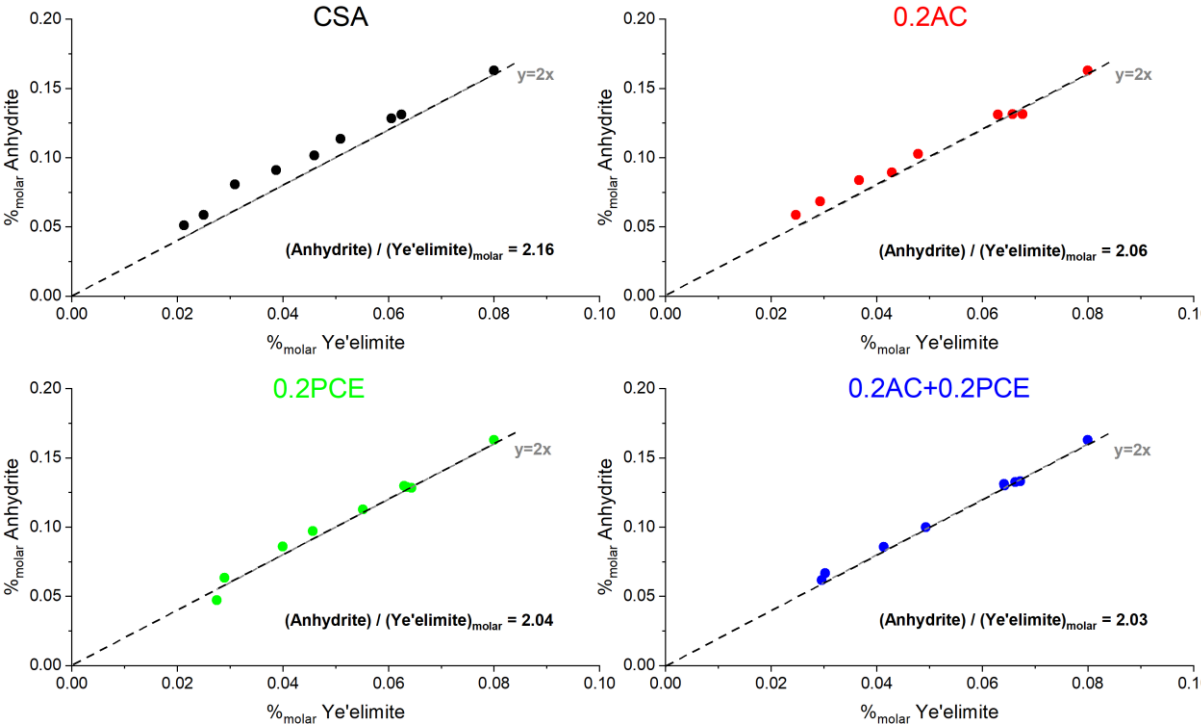 CSA
0.20
0.15
0.10
0.05
0.00
%molar Anhydrite
y=2x
(Anhydrite) / (Ye'elimite)molar = 2.16
0.00 0.02 0.04 0.06 0.08 0.10
%molar Ye'elimite
0.2AC
0.20
0.15
0.10
0.05
0.00
%molar Anhydrite
y=2x
(Anhydrite) / (Ye'elimite)molar = 2.06
0.00 0.02 0.04 0.06 0.08 0.10
%molar Ye'elimite
0.2PCE
0.20
0.15
0.10
0.05
0.00
%molar Anhydrite
y=2x
(Anhydrite) / (Ye'elimite)molar = 2.04
0.00 0.02 0.04 0.06 0.08 0.10
%molar Ye'elimite
0.2AC+0.2PCE
0.20
0.15
0.10
0.05
0.00
%molar Anhydrite
y=2x
(Anhydrite) / (Ye'elimite)molar = 2.03
0.00 0.02 0.04 0.06 0.08 0.10
%molar Ye'elimite